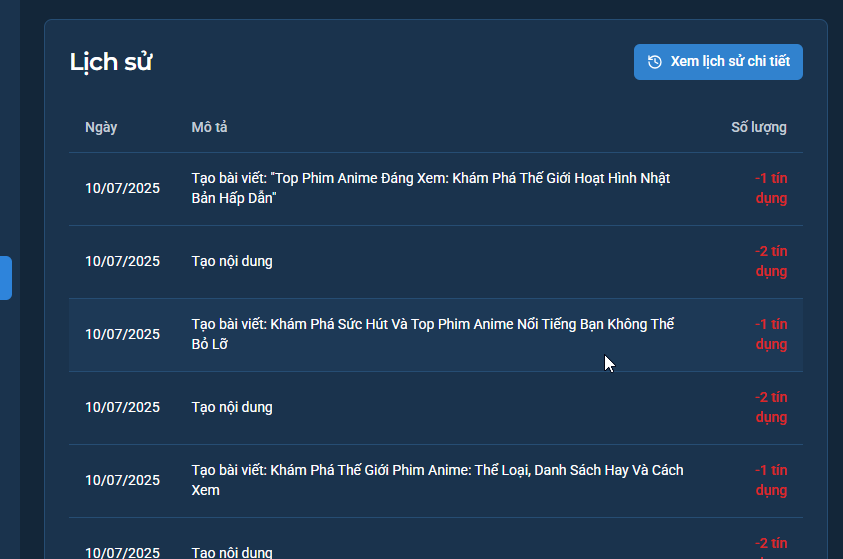 Lịch sử
Xem lịch sử chi tiết
Ngày Mô tả Số lượng
10/07/2025 Tạo bài viết: "Top Phim Anime Đáng Xem: Khám Phá Thế Giới Hoạt Hình Nhật -1 tín
Bản Hấp Dẫn" dụng
10/07/2025 Tạo nội dung -2 tín
dụng
10/07/2025 Tạo bài viết: Khám Phá Sức Hút Và Top Phim Anime Nổi Tiếng Bạn Không Thể -1 tín
Bỏ Lỡ dụng
10/07/2025 Tạo nội dung -2 tín
dụng
10/07/2025 Tạo bài viết: Khám Phá Thế Giới Phim Anime: Thể Loại, Danh Sách Hay Và Cách -1 tín
Xem dụng
10/07/2025 Tạo nội dung -2 tín